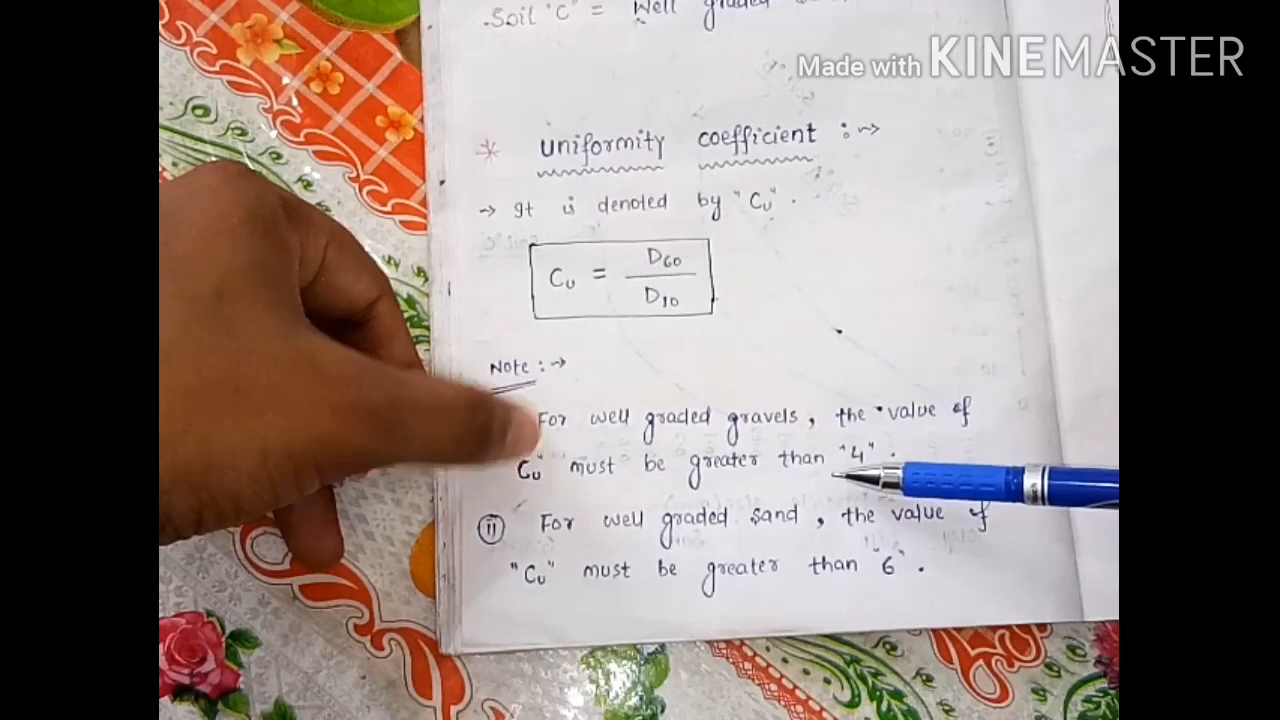 Soil "C" = Well graded
Made with KINEMASTER
* Uniformity coefficient :→
→ It is denoted by "Cu".
Cu = D60 / D10
Note :→
For well graded gravels, the value of
Cu" must be greater than "4".
(ii) For well graded sand, the value of
"Cu" must be greater than "6".